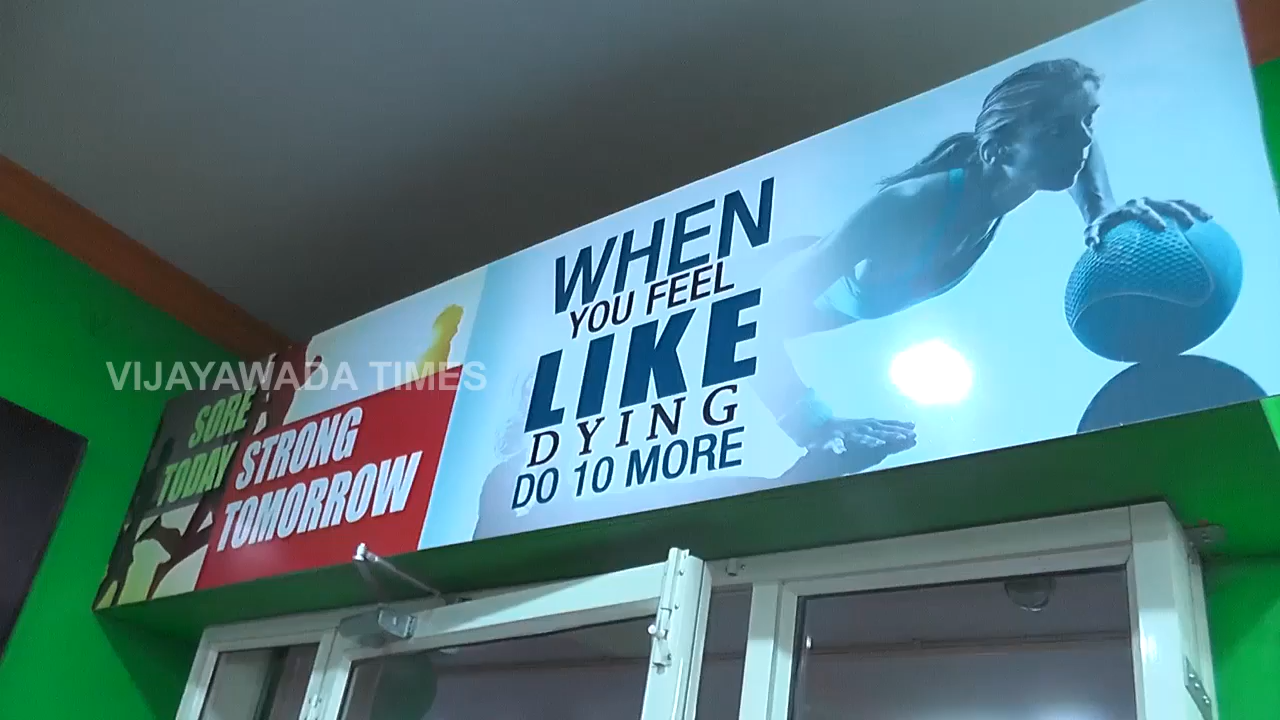 VIJAYAWADA TIMES
SORE
TODAY
STRONG
TOMORROW
WHEN
YOU FEEL
LIKE
DYING
DO 10 MORE